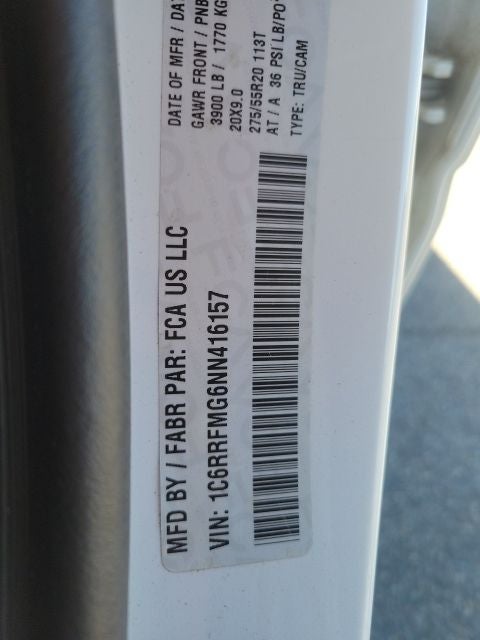 MFD BY / FABR PAR: FCA US LLC
VIN: 1C6RRFMG6NN416157
DATE OF MFR / DAT
GAWR FRONT / PNB
3900 LB / 1770 KG
20X9.0
275/55R20 113T
AT / A 36 PSI LB/PO²
TYPE: TRU/CAM